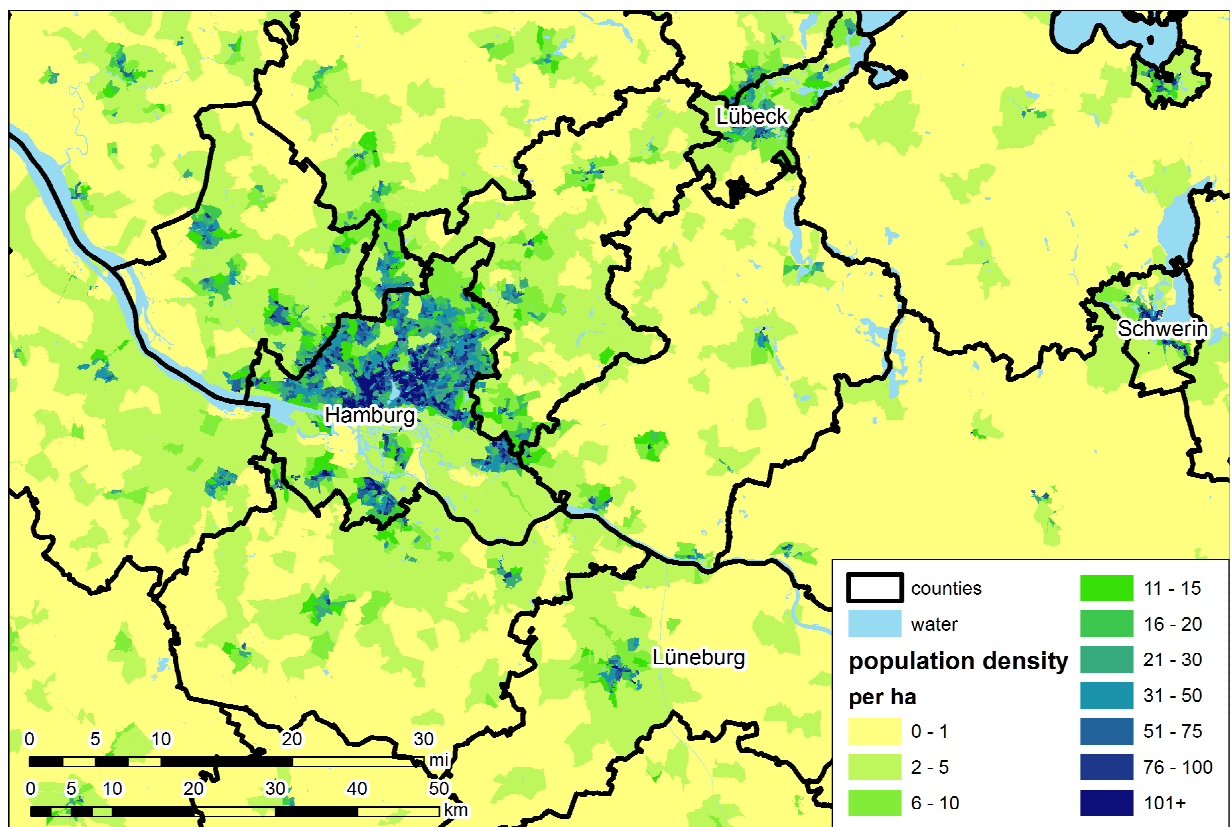 Lübeck
Schwerin
Hamburg
Lüneburg
counties
water
population density
per ha
0 - 1
2 - 5
6 - 10
11 - 15
16 - 20
21 - 30
31 - 50
51 - 75
76 - 100
101+
0 5 10 20 30
mi
0 5 10 20 30 40 50
km